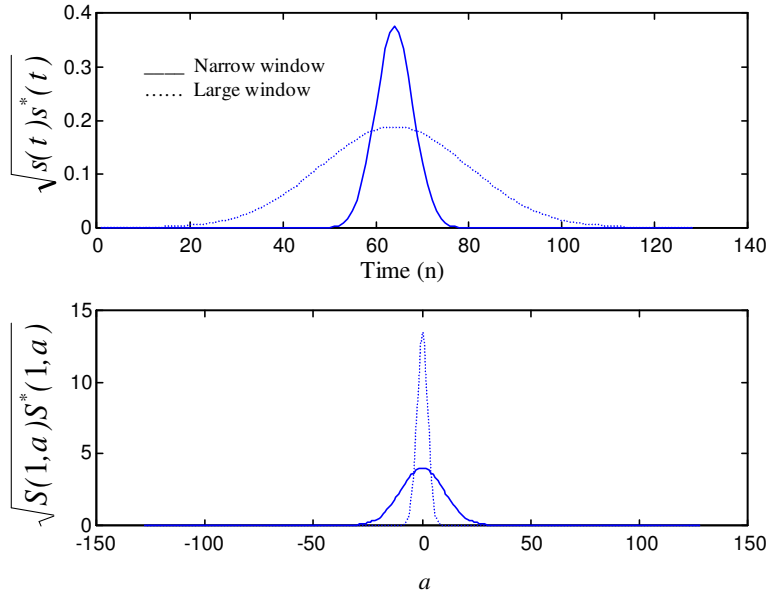 0.4
0.3
0.2
0.1
0
√s(t)s*(t)
Narrow window
Large window
0 20 40 60 80 100 120 140
Time (n)
15
10
5
0
√S(1,a)S*(1,a)
-150 -100 -50 0 50 100 150
a